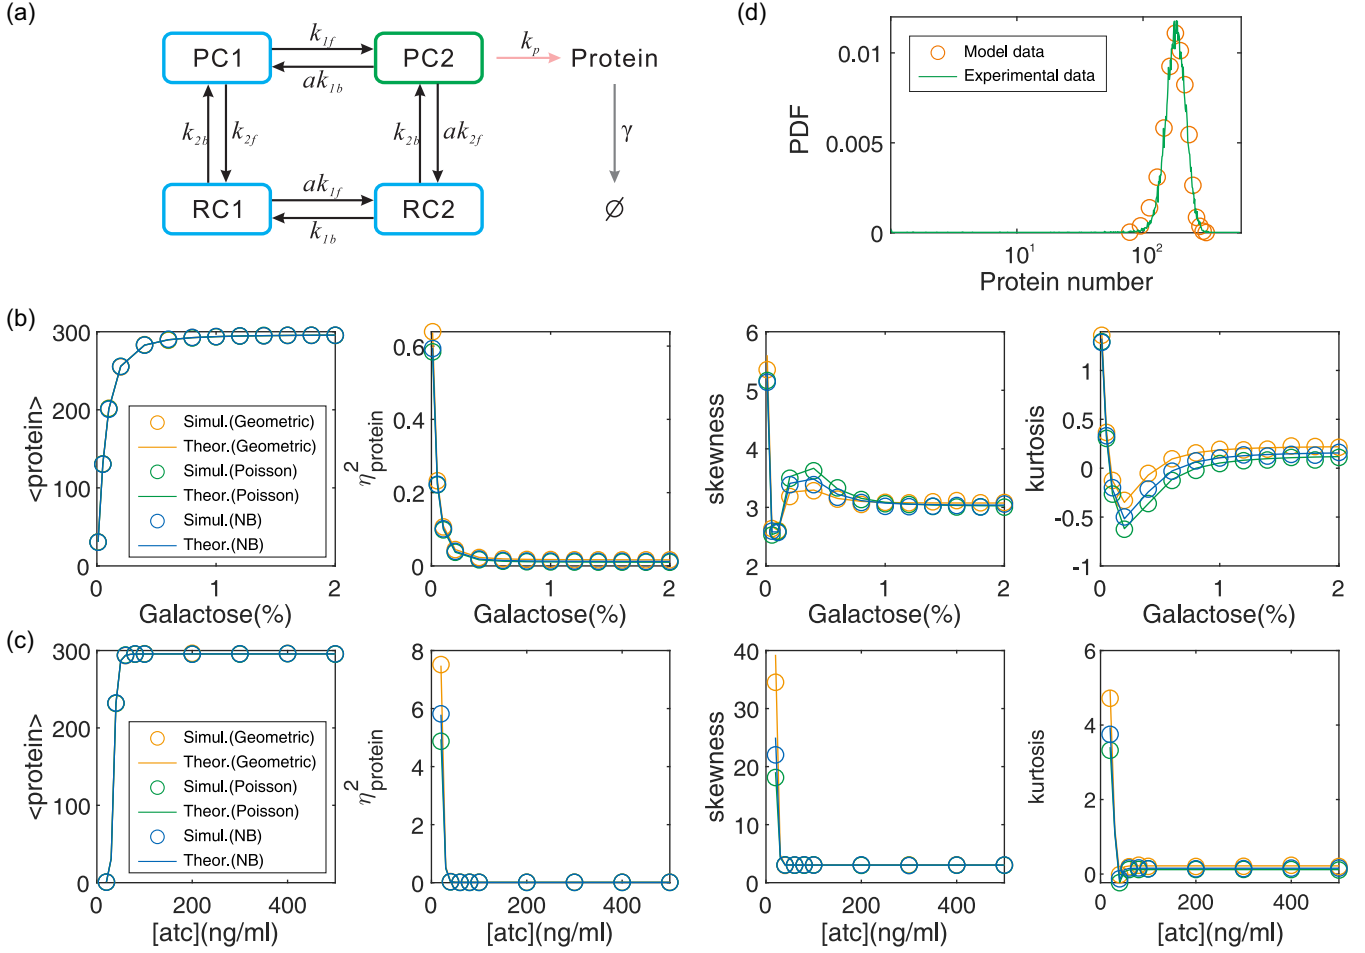 (a)
PC1
k1f
ak1b
PC2
kp
Protein
k2b
k2f
k2b
ak2f
γ
RC1
ak1f
k1b
RC2
∅
(d)
PDF
0.01
0.005
0
10¹
10²
Protein number
Model data
Experimental data
(b)
<protein>
300
200
100
0
0
1
2
Galactose(%)
Simul.(Geometric)
Theor.(Geometric)
Simul.(Poisson)
Theor.(Poisson)
Simul.(NB)
Theor.(NB)
η²protein
0.6
0.4
0.2
0
0
1
2
Galactose(%)
skewness
6
5
4
3
2
0
1
2
Galactose(%)
kurtosis
1
0.5
0
-0.5
-1
0
1
2
Galactose(%)
(c)
<protein>
300
200
100
0
0
200
400
[atc](ng/ml)
Simul.(Geometric)
Theor.(Geometric)
Simul.(Poisson)
Theor.(Poisson)
Simul.(NB)
Theor.(NB)
η²protein
8
6
4
2
0
0
200
400
[atc](ng/ml)
skewness
40
30
20
10
0
0
200
400
[atc](ng/ml)
kurtosis
6
4
2
0
0
200
400
[atc](ng/ml)